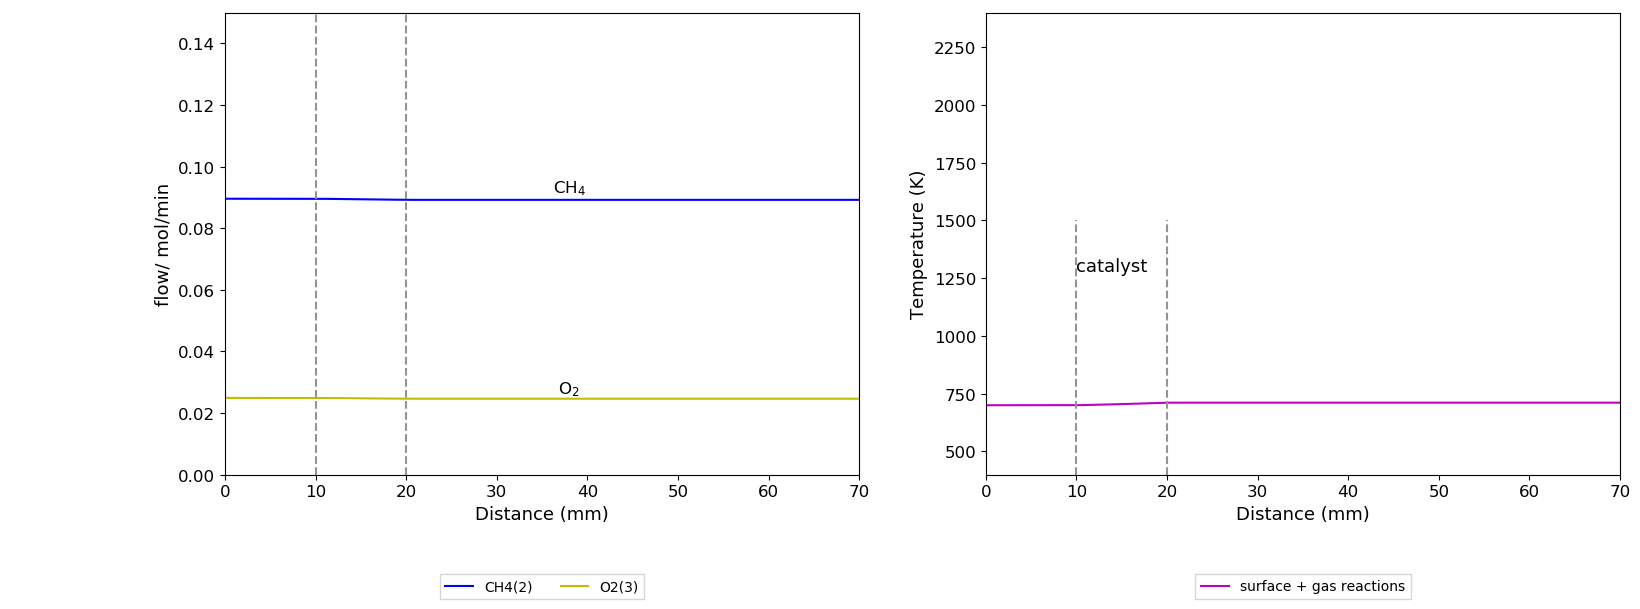 0.14
0.12
0.10
0.08
0.06
0.04
0.02
0.00
flow/ mol/min
CH₄
O₂
0 10 20 30 40 50 60 70
Distance (mm)
CH4(2) O2(3)
2250
2000
1750
1500
1250
1000
750
500
Temperature (K)
catalyst
0 10 20 30 40 50 60 70
Distance (mm)
surface + gas reactions